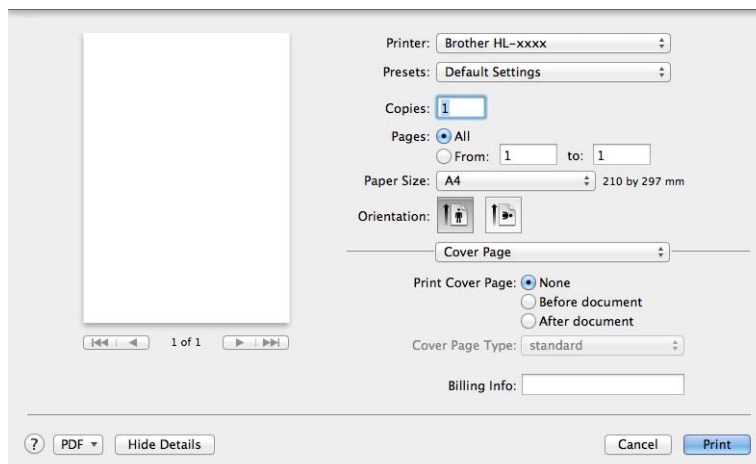 Printer: Brother HL-xxxx
Presets: Default Settings
Copies: 1
Pages: All
From: 1 to: 1
Paper Size: A4 210 by 297 mm
Orientation:
Cover Page
Print Cover Page: None
Before document
After document
Cover Page Type: standard
Billing Info:
1 of 1
? PDF Hide Details Cancel Print